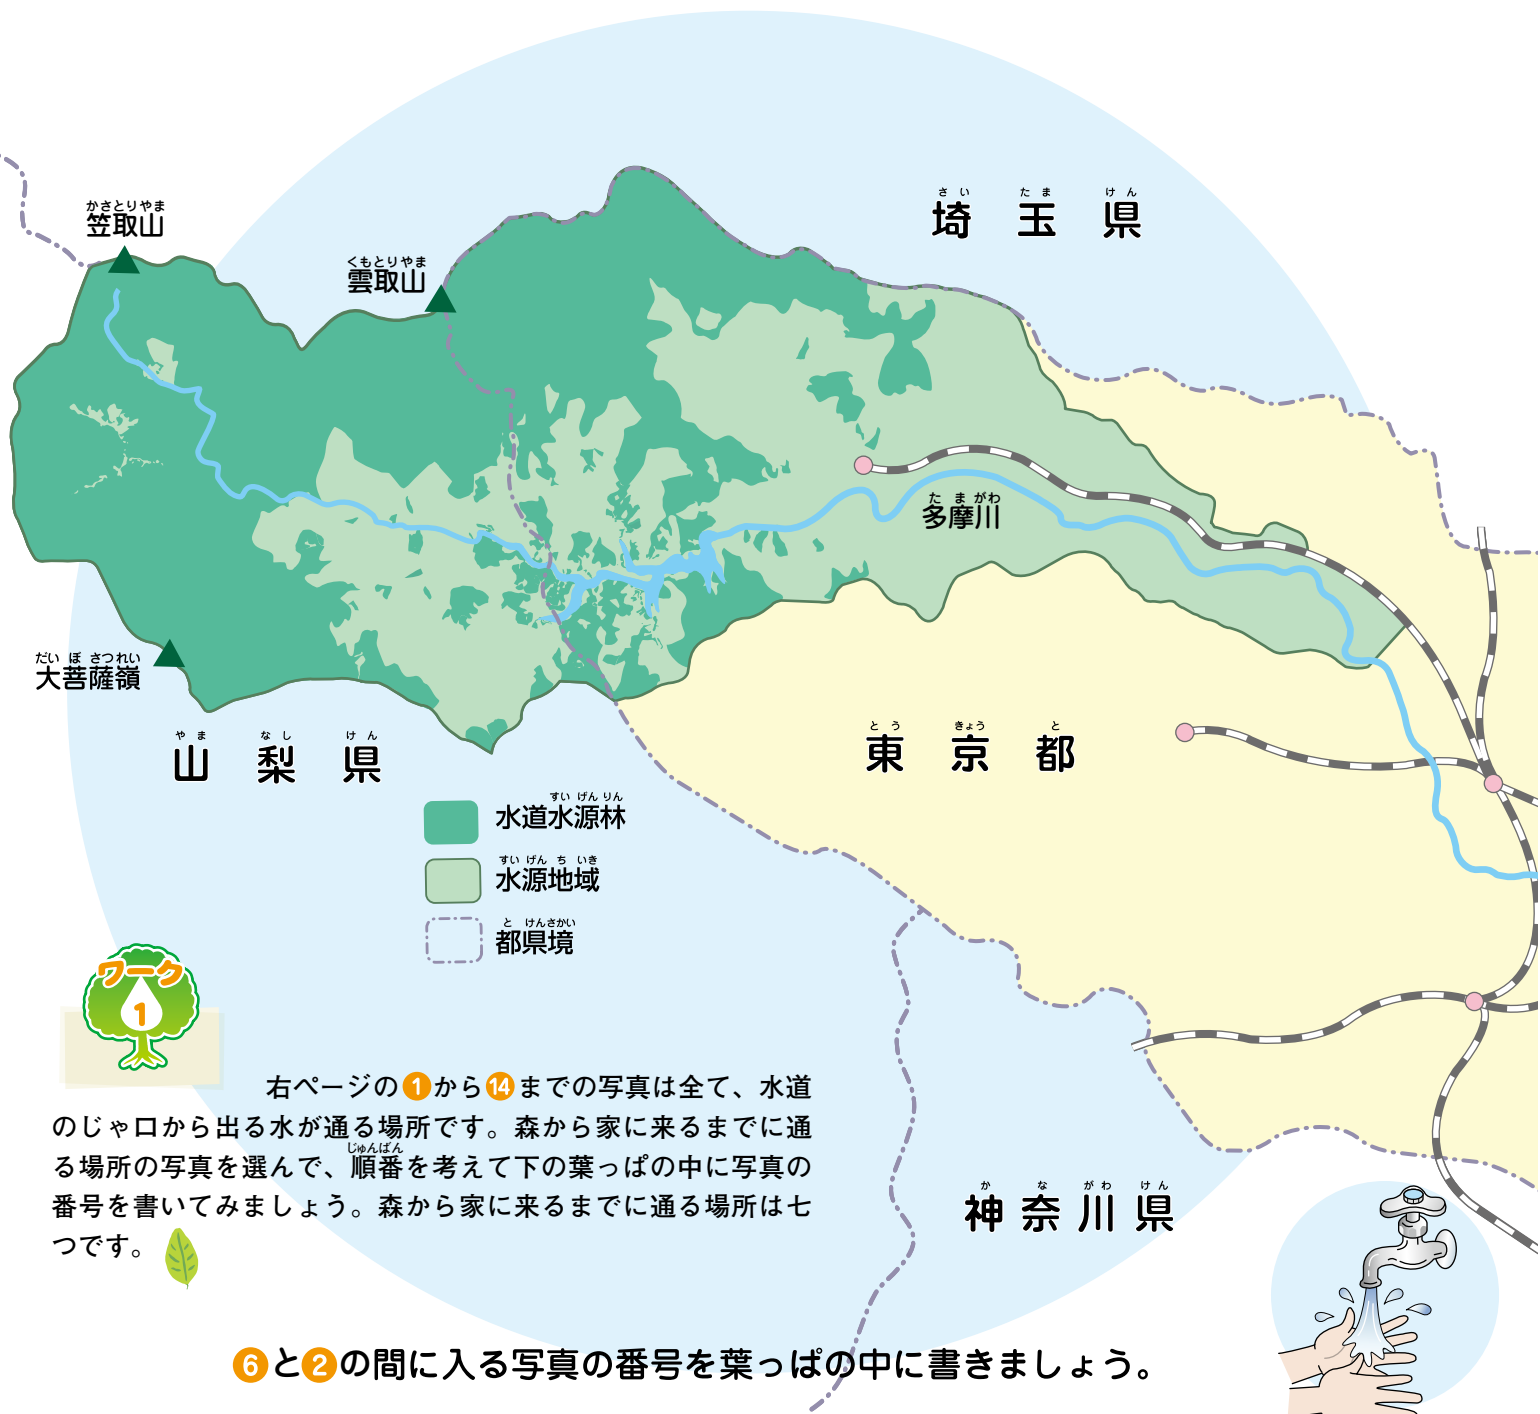 埼玉県
さいたまけん
笠取山
かさとりやま
雲取山
くもとりやま
多摩川
たまがわ
大菩薩嶺
だいぼさつれい
山梨県
やまなしけん
東京都
とうきょうと
水道水源林
すいげんりん
水源地域
すいげんちいき
都県境
とけんさかい
ワーク
1
右ページの1から14までの写真は全て、水道
のじゃ口から出る水が通る場所です。森から家に来るまでに通
る場所の写真を選んで、順番を考えて下の葉っぱの中に写真の
じゅんばん
番号を書いてみましょう。森から家に来るまでに通る場所は七
つです。
神奈川県
かながわけん
6と2の間に入る写真の番号を葉っぱの中に書きましょう。